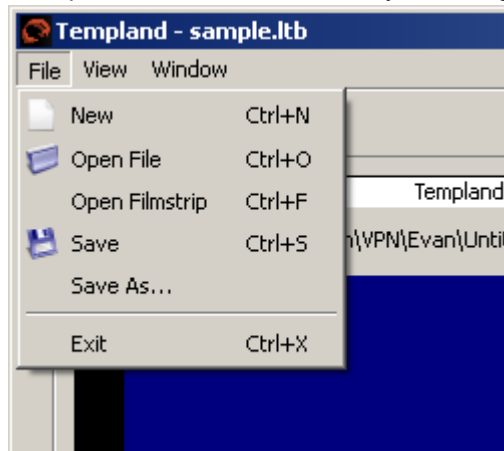 Templand - sample.ltb
File View Window
New Ctrl+N
Open File Ctrl+O
Templand
Open Filmstrip Ctrl+F
Save Ctrl+S
\VPN\Evan\Unti
Save As...
Exit Ctrl+X